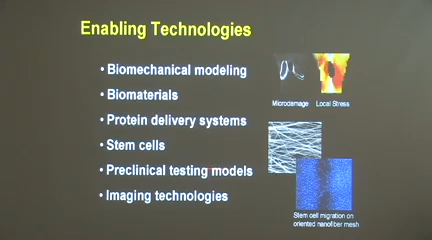 Enabling Technologies
• Biomechanical modeling
• Biomaterials
• Protein delivery systems
• Stem cells
• Preclinical testing models
• Imaging technologies
Microdamage
Local Stress
Stem cell migration on
oriented nanofiber mesh